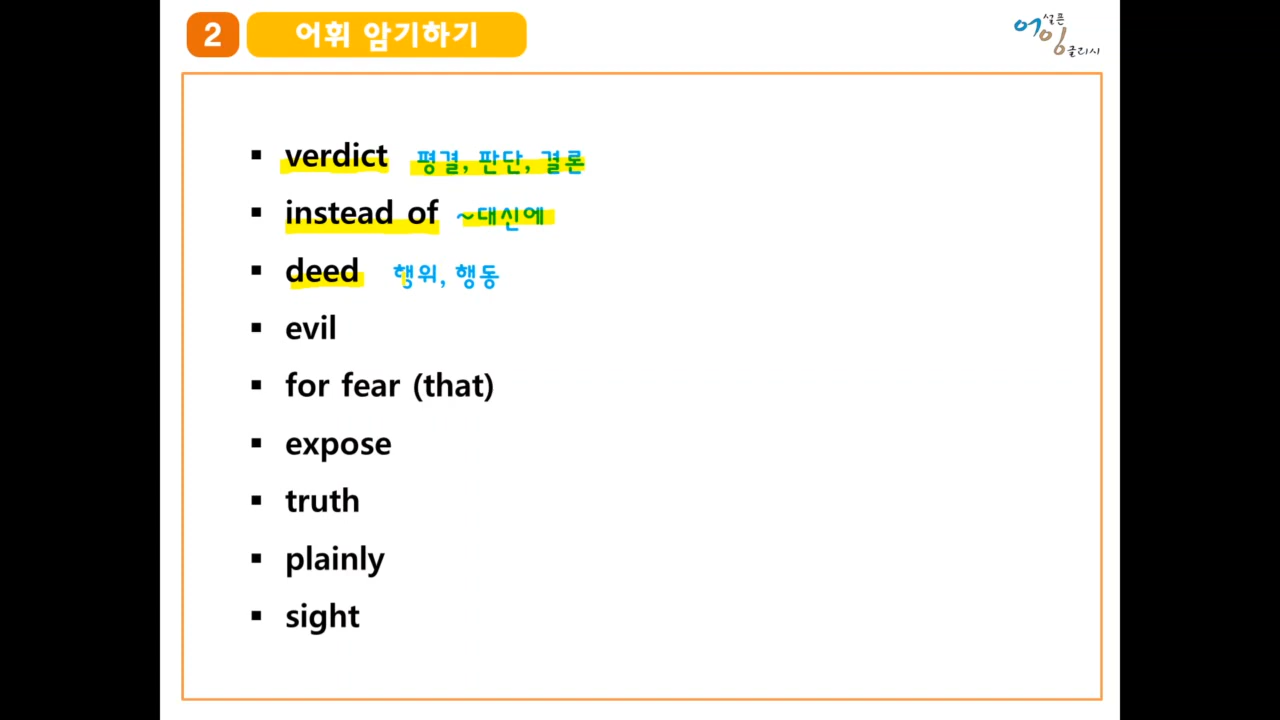 2 어휘 암기하기
어설픈
잉글리시
verdict 평결, 판단, 결론
instead of ~대신에
deed 행위, 행동
evil
for fear (that)
expose
truth
plainly
sight